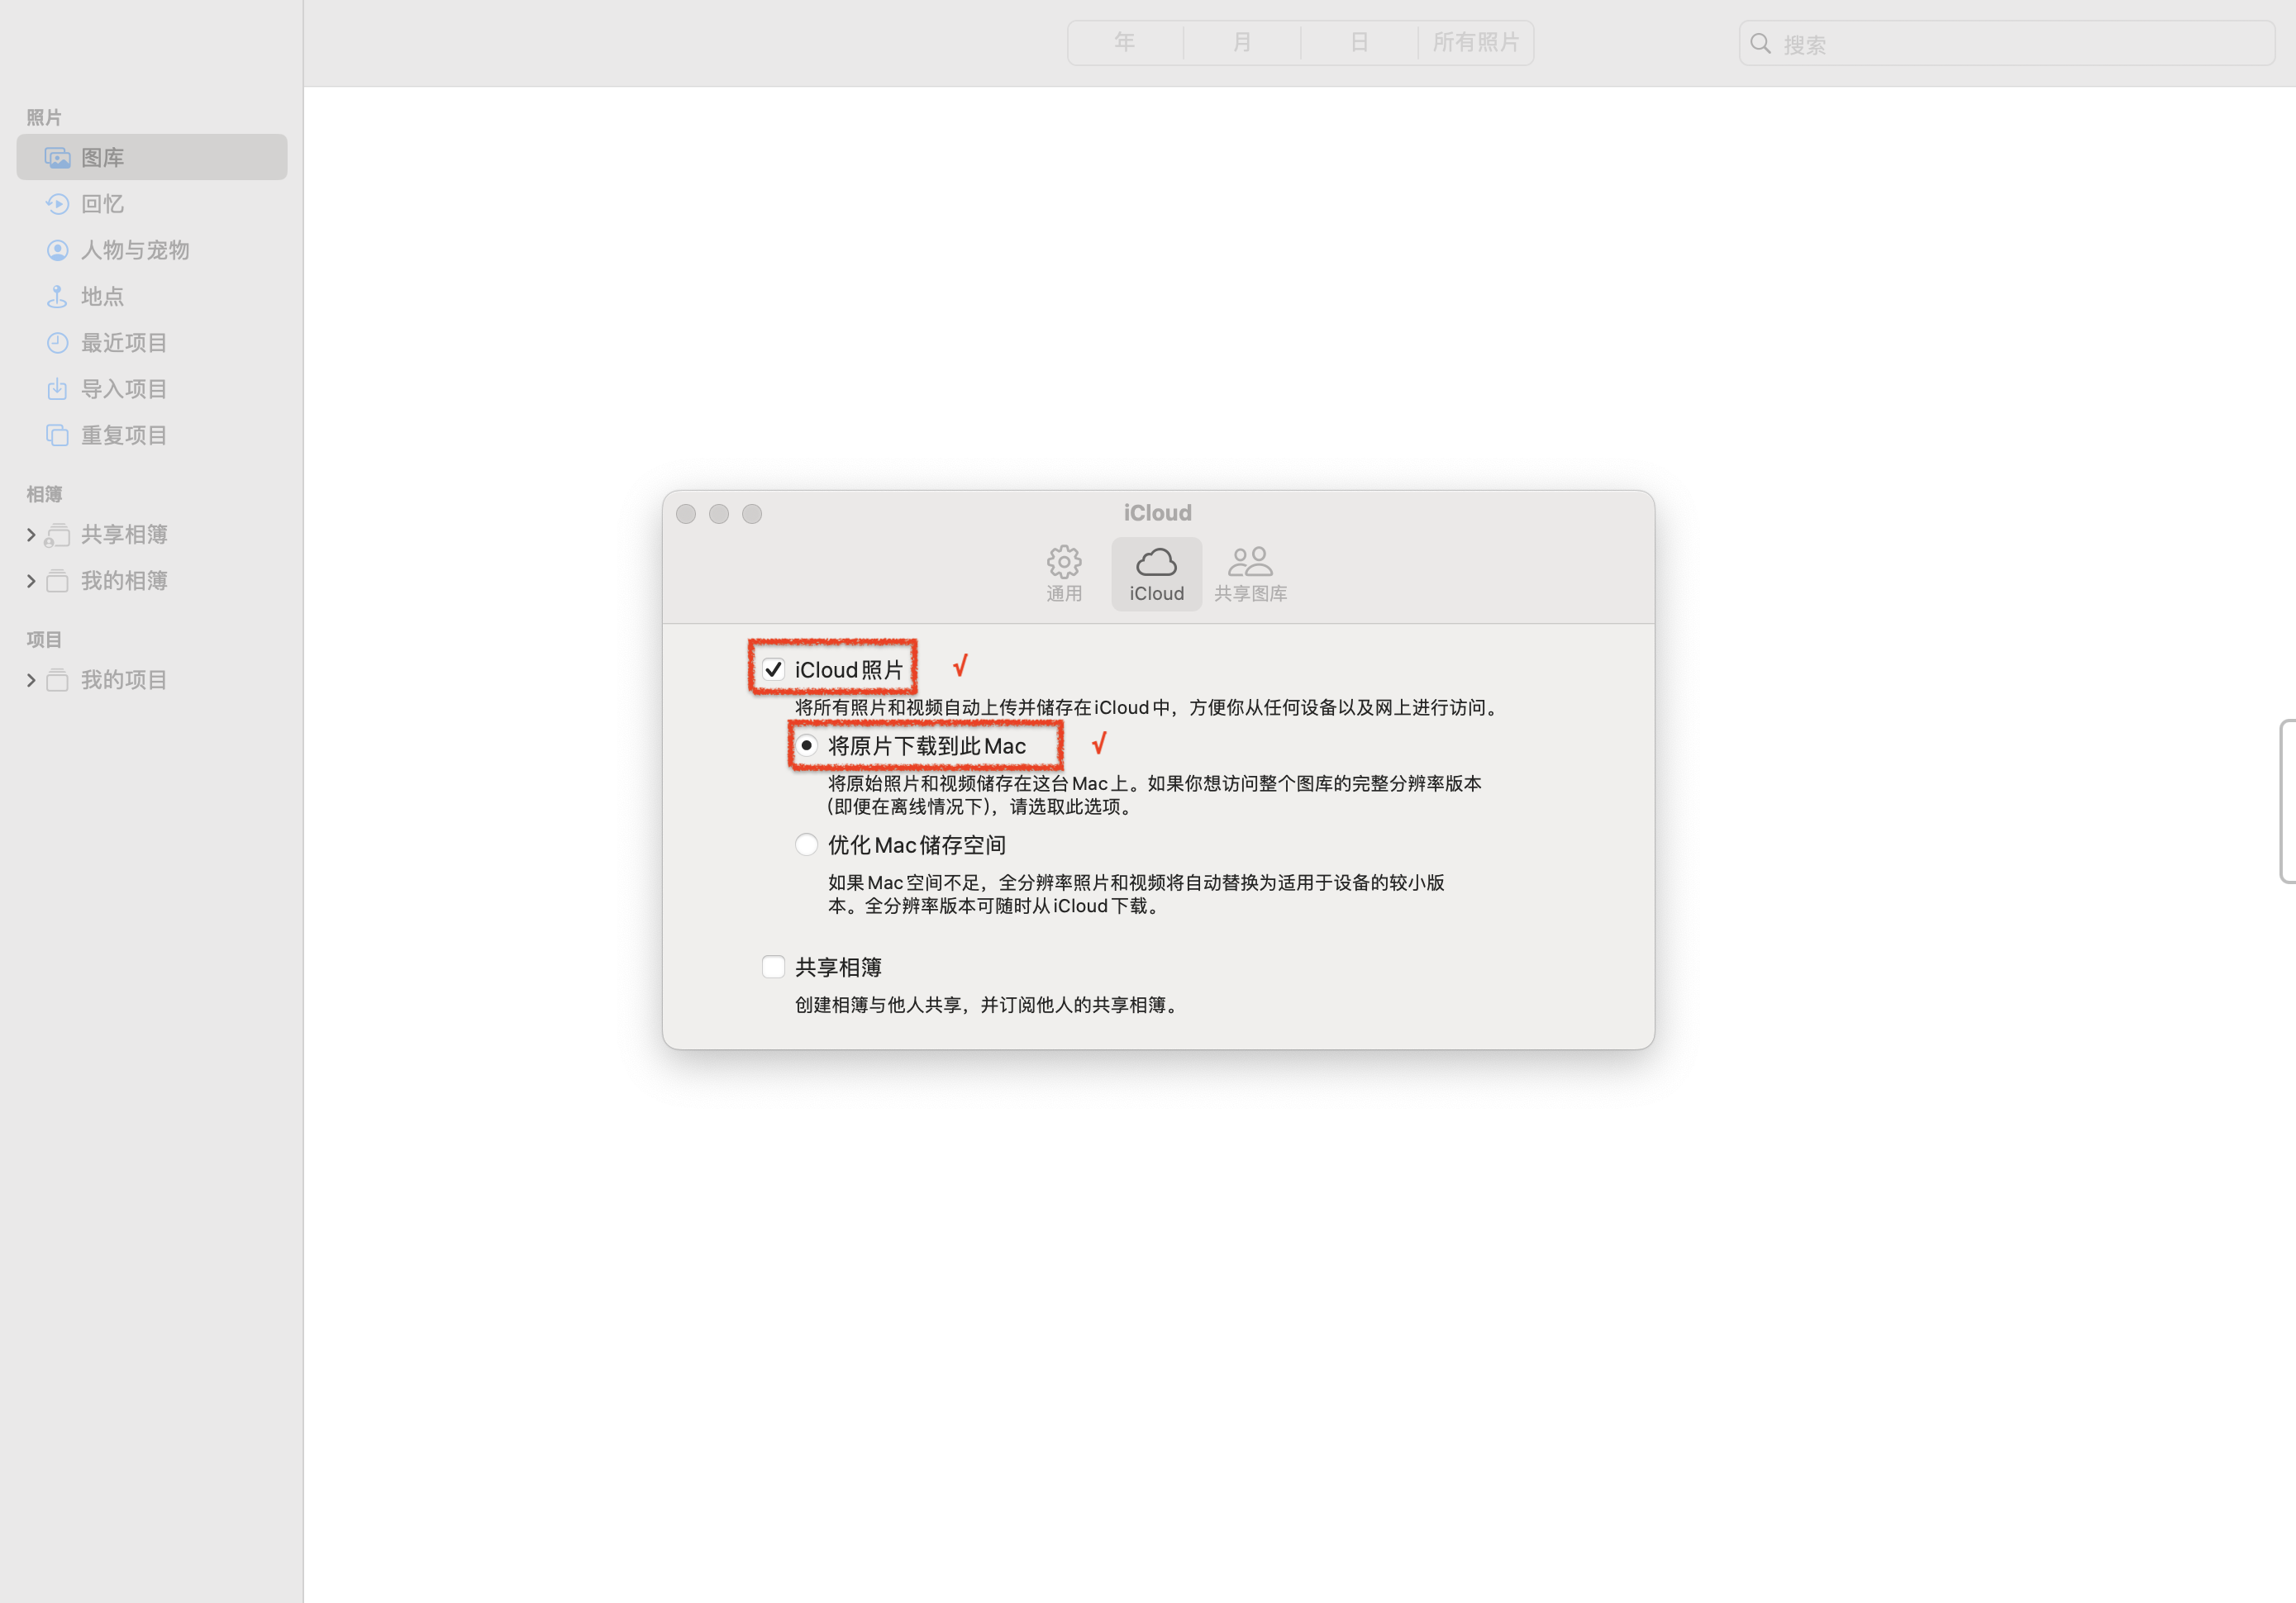 年 月 日 所有照片
搜索
照片
图库
回忆
人物与宠物
地点
最近项目
导入项目
重复项目
相簿
共享相簿
我的相簿
项目
我的项目
iCloud
通用 iCloud 共享图库
iCloud照片 √
将所有照片和视频自动上传并储存在iCloud中，方便你从任何设备以及网上进行访问。
将原片下载到此Mac √
将原始照片和视频储存在这台Mac上。如果你想访问整个图库的完整分辨率版本
（即便在离线情况下），请选取此选项。
优化Mac储存空间
如果Mac空间不足，全分辨率照片和视频将自动替换为适用于设备的较小版
本。全分辨率版本可随时从iCloud下载。
共享相簿
创建相簿与他人共享，并订阅他人的共享相簿。